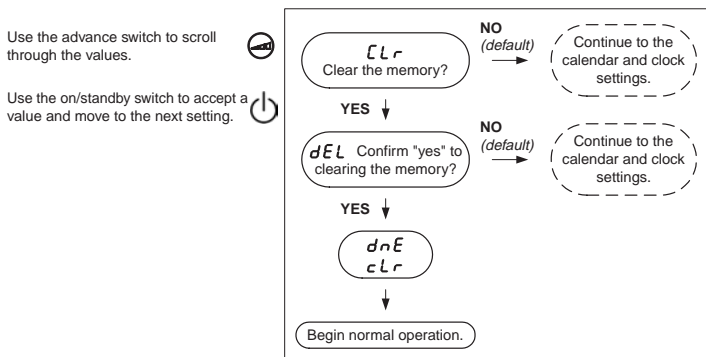 Use the advance switch to scroll
through the values.
Use the on/standby switch to accept a
value and move to the next setting.
CLr
Clear the memory?
NO
(default)
Continue to the
calendar and clock
settings.
YES
dEL Confirm "yes" to
clearing the memory?
NO
(default)
Continue to the
calendar and clock
settings.
YES
dnE
cLr
Begin normal operation.